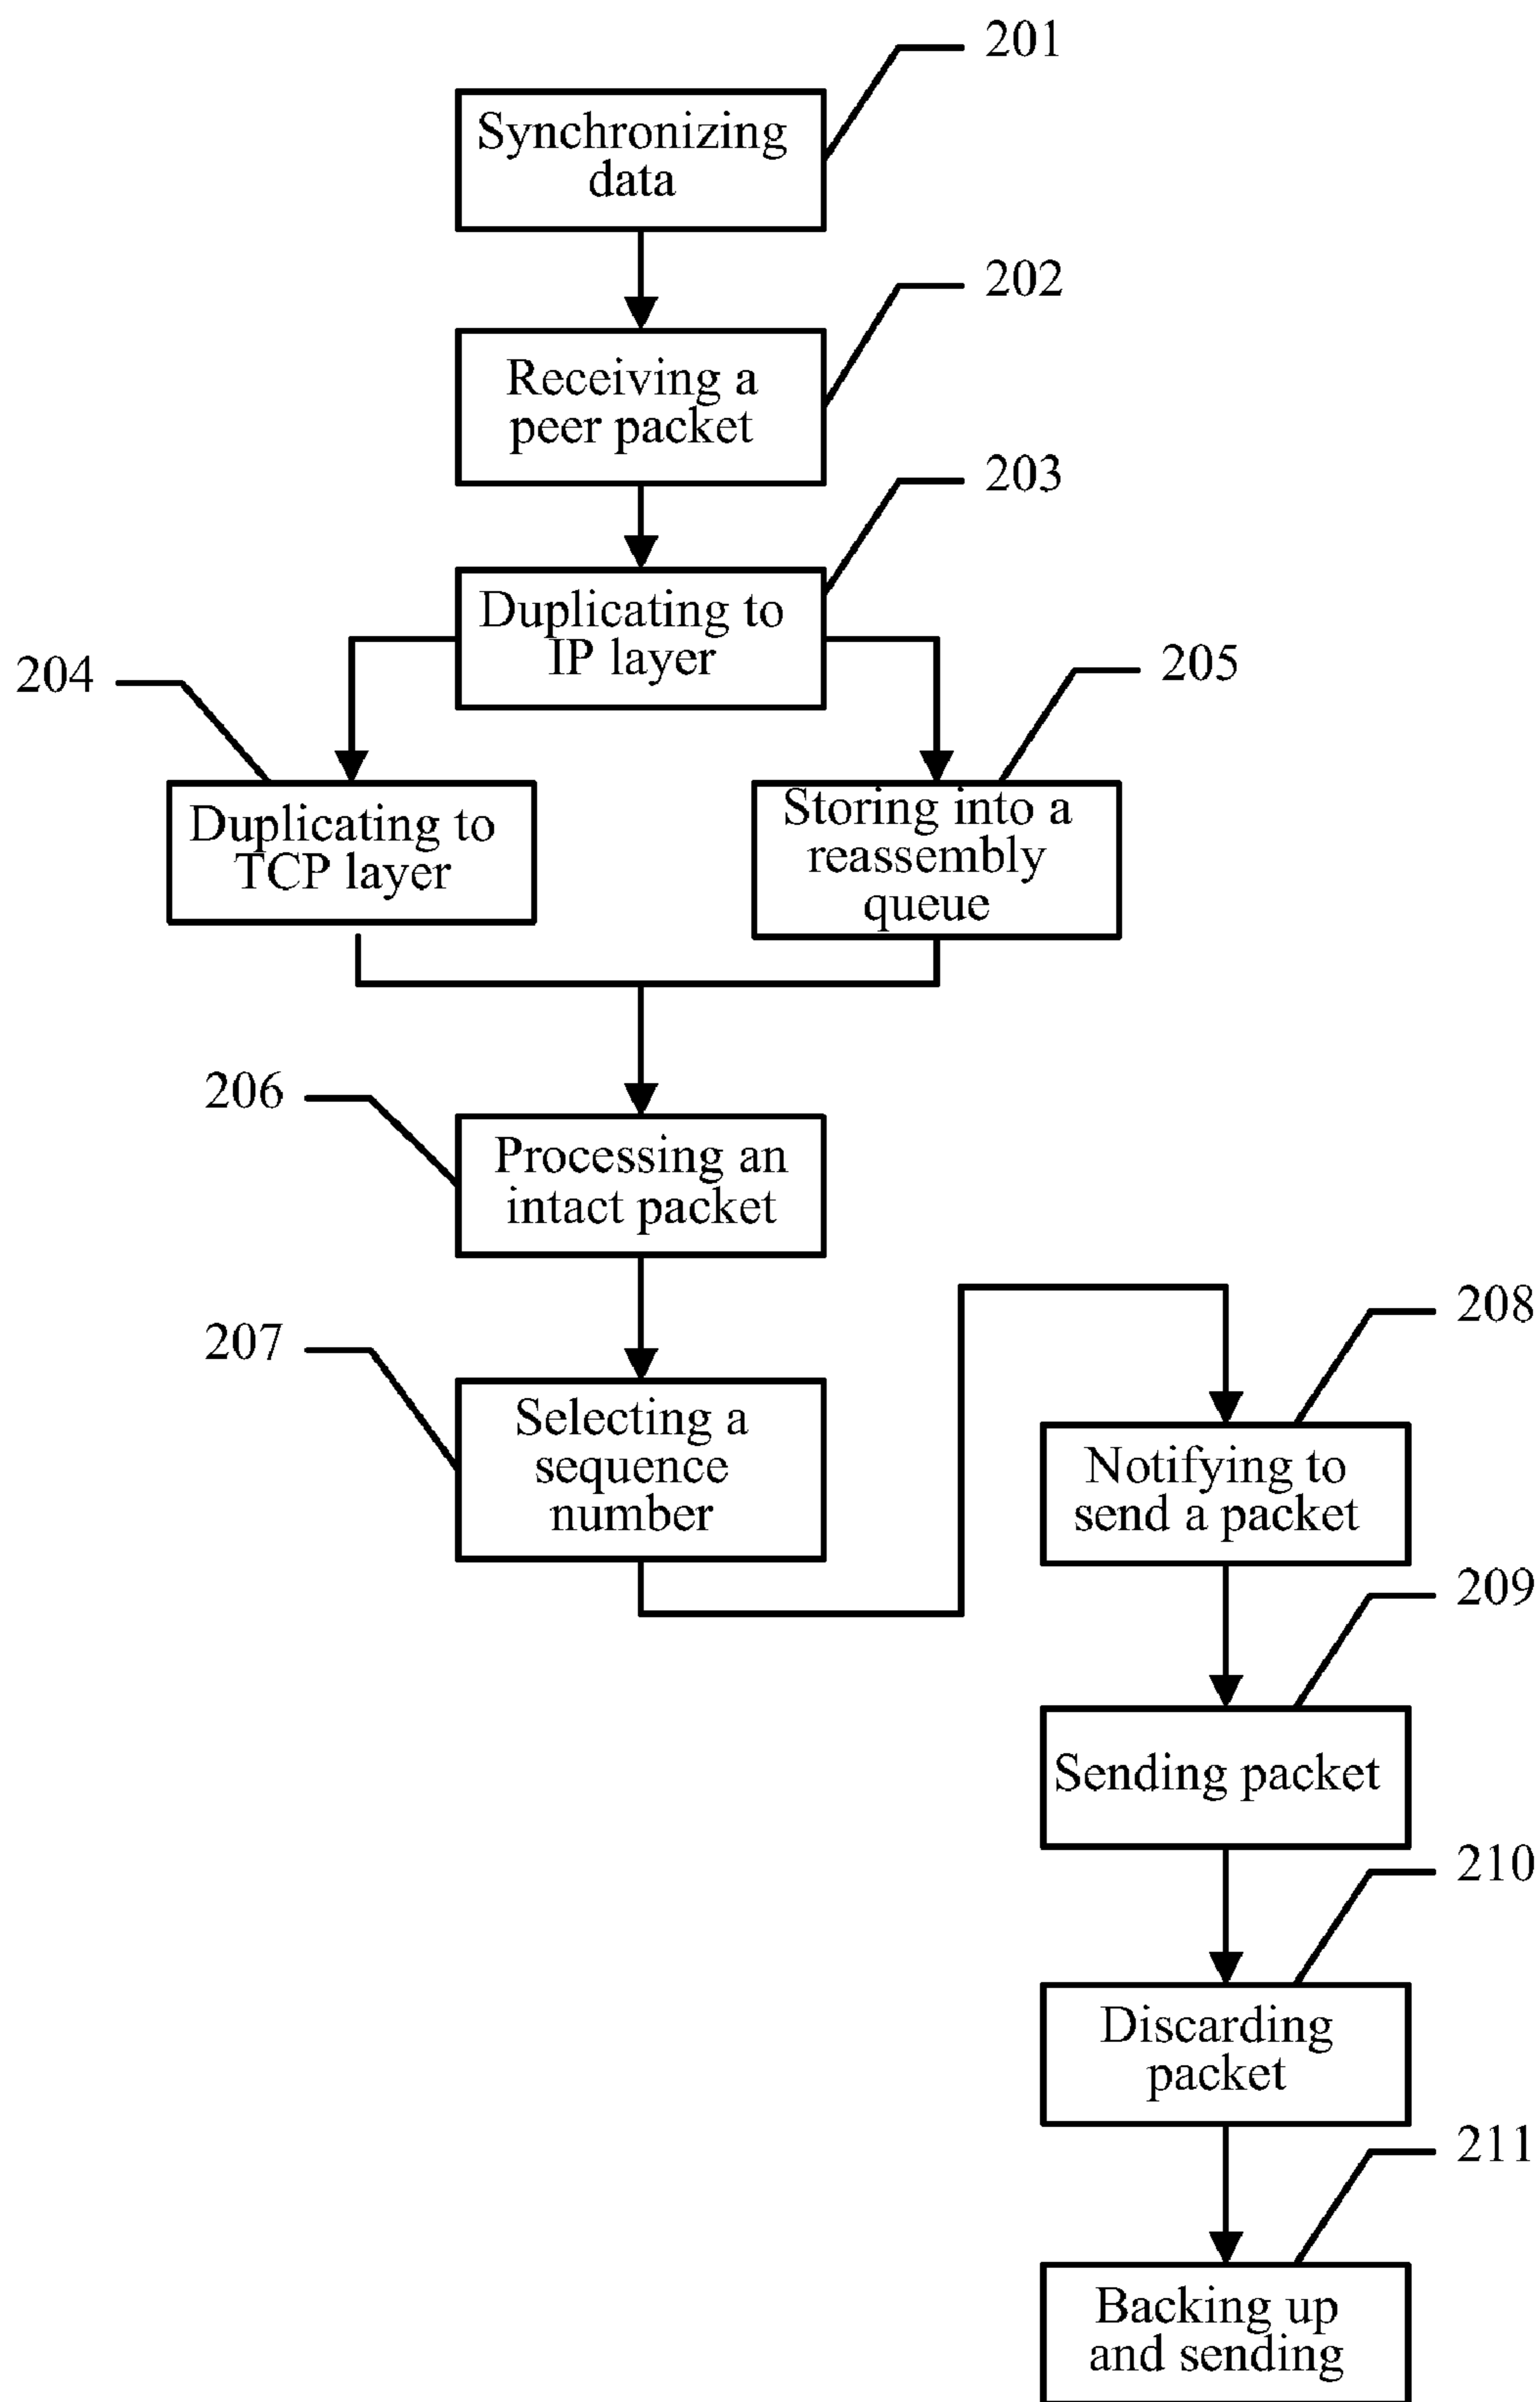 201
Synchronizing
data
202
Receiving a
peer packet
203
Duplicating to
IP layer
204
205
Duplicating to
TCP layer
Storing into a
reassembly
queue
206
Processing an
intact packet
207
208
Selecting a
sequence
number
Notifying to
send a packet
209
Sending packet
210
Discarding
packet
211
Backing up
and sending